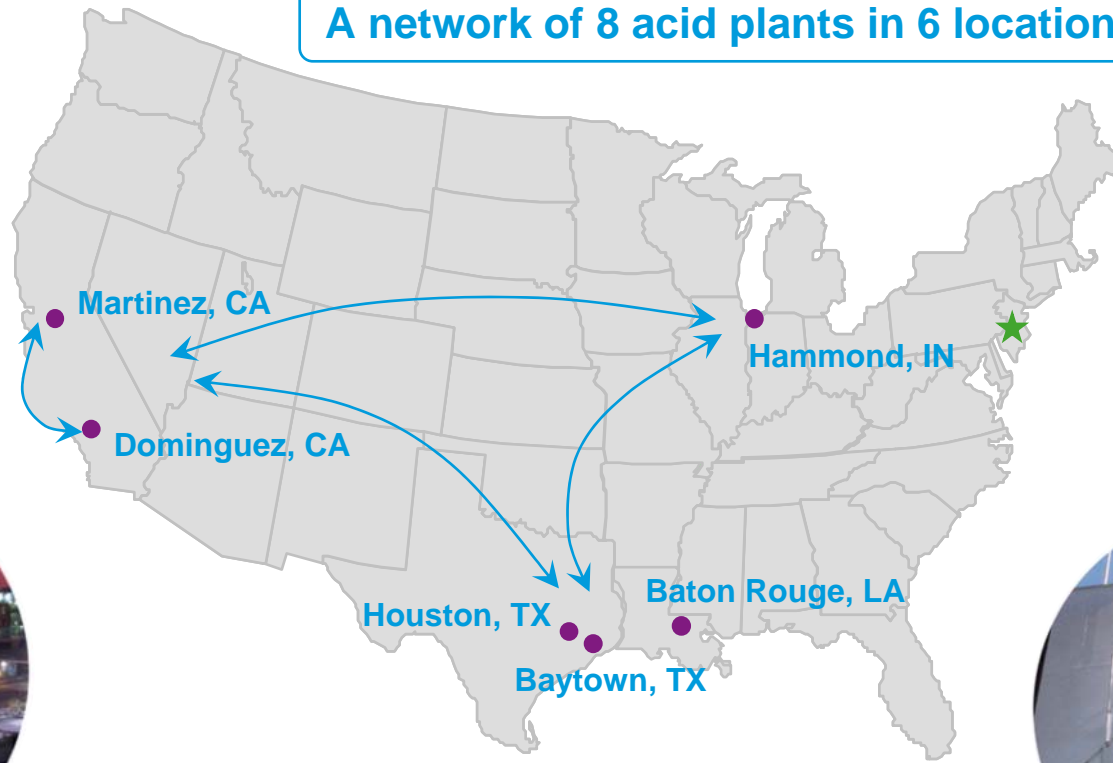 A network of 8 acid plants in 6 location
Martinez, CA
Hammond, IN
Dominguez, CA
Baton Rouge, LA
Houston, TX
Baytown, TX